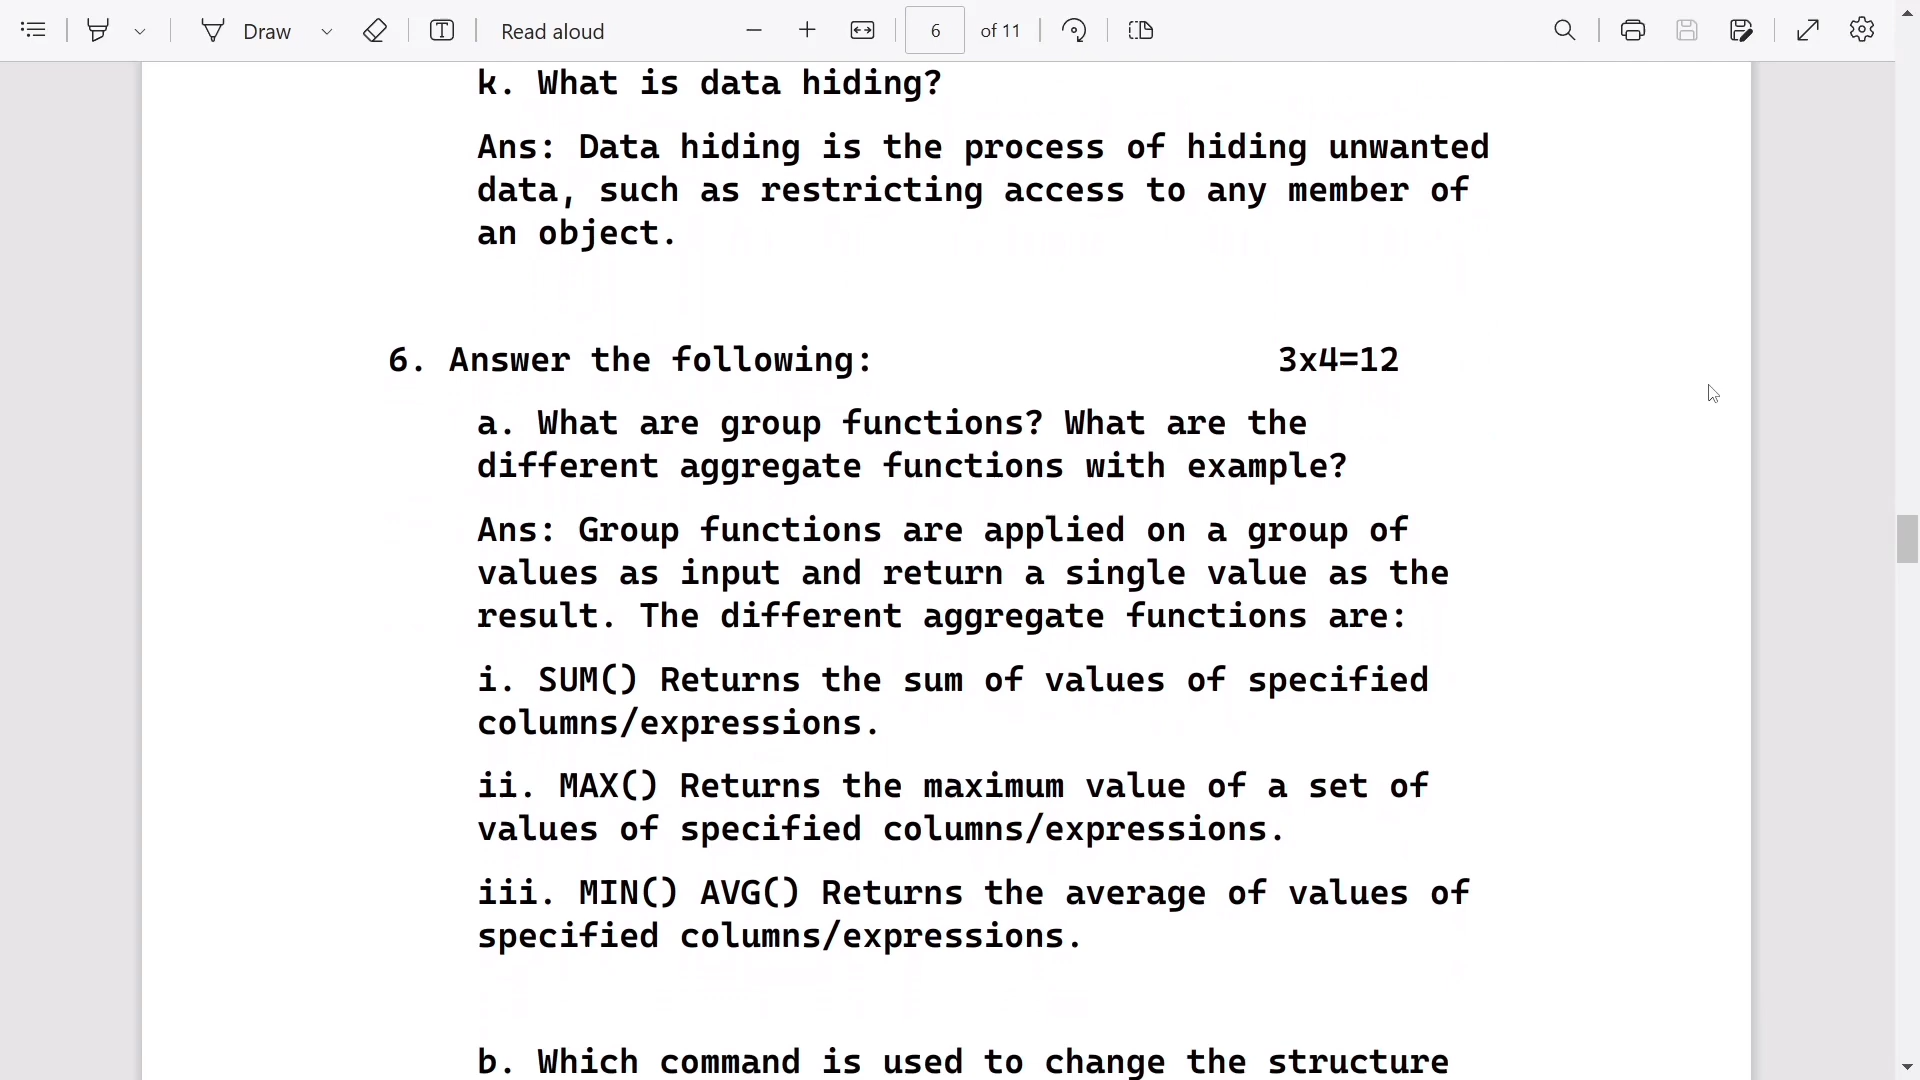 Draw
Read aloud
6 of 11
k. What is data hiding?
Ans: Data hiding is the process of hiding unwanted
data, such as restricting access to any member of
an object.
6. Answer the following: 3x4=12
a. What are group functions? What are the
different aggregate functions with example?
Ans: Group functions are applied on a group of
values as input and return a single value as the
result. The different aggregate functions are:
i. SUM() Returns the sum of values of specified
columns/expressions.
ii. MAX() Returns the maximum value of a set of
values of specified columns/expressions.
iii. MIN() AVG() Returns the average of values of
specified columns/expressions.
b. Which command is used to change the structure